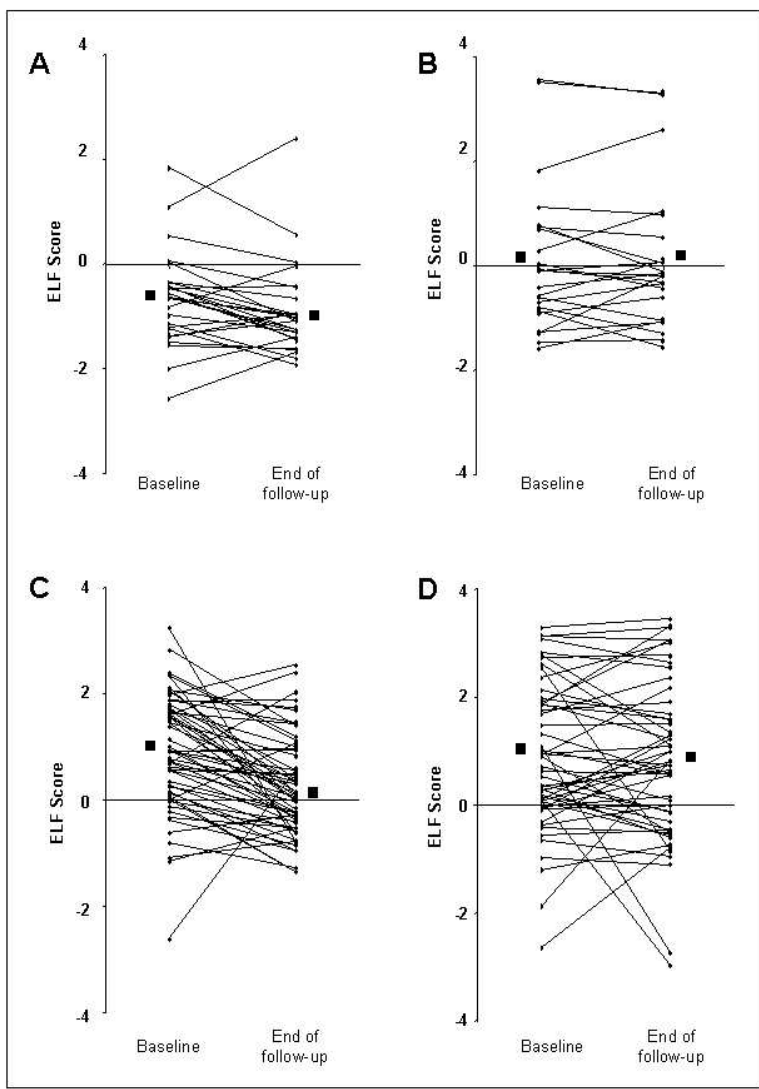 A
4
2
0
-2
-4
ELF Score
Baseline
End of
follow-up
B
4
2
0
-2
-4
ELF Score
Baseline
End of
follow-up
C
4
2
0
-2
-4
ELF Score
Baseline
End of
follow-up
D
4
2
0
-2
-4
ELF Score
Baseline
End of
follow-up